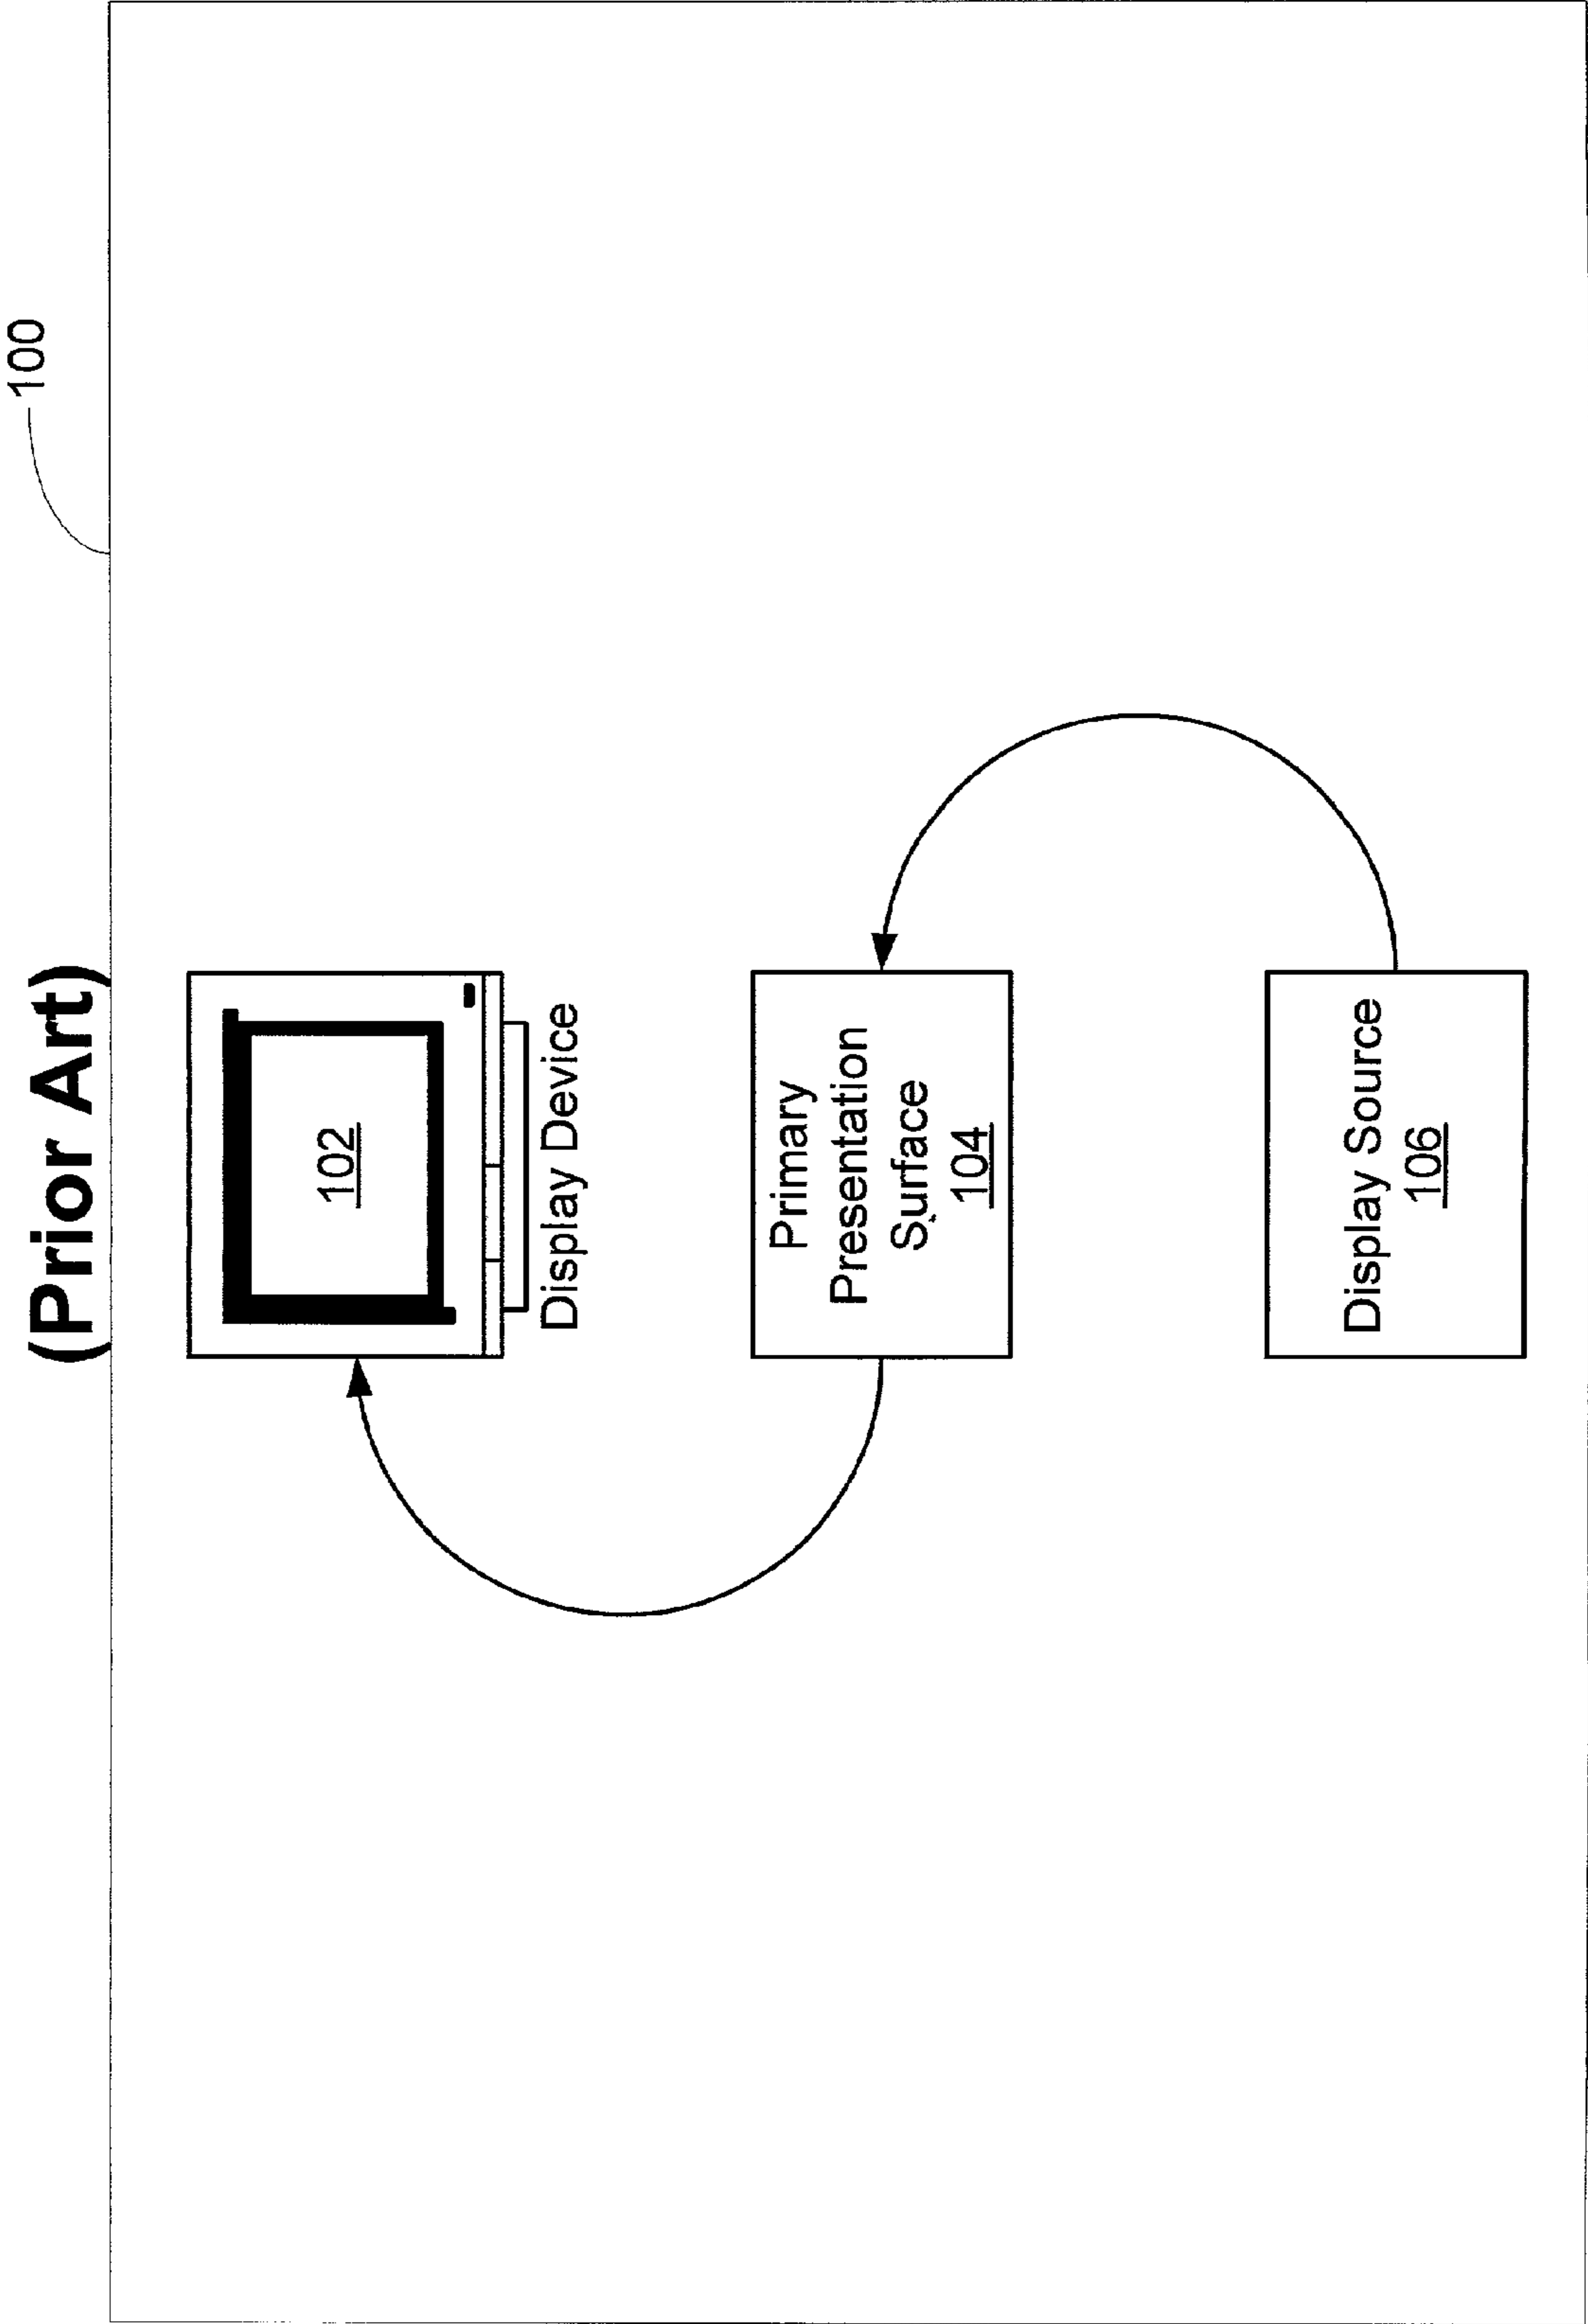 (Prior Art)
100
102
Display Device
Primary
Presentation
Surface
104
Display Source
106